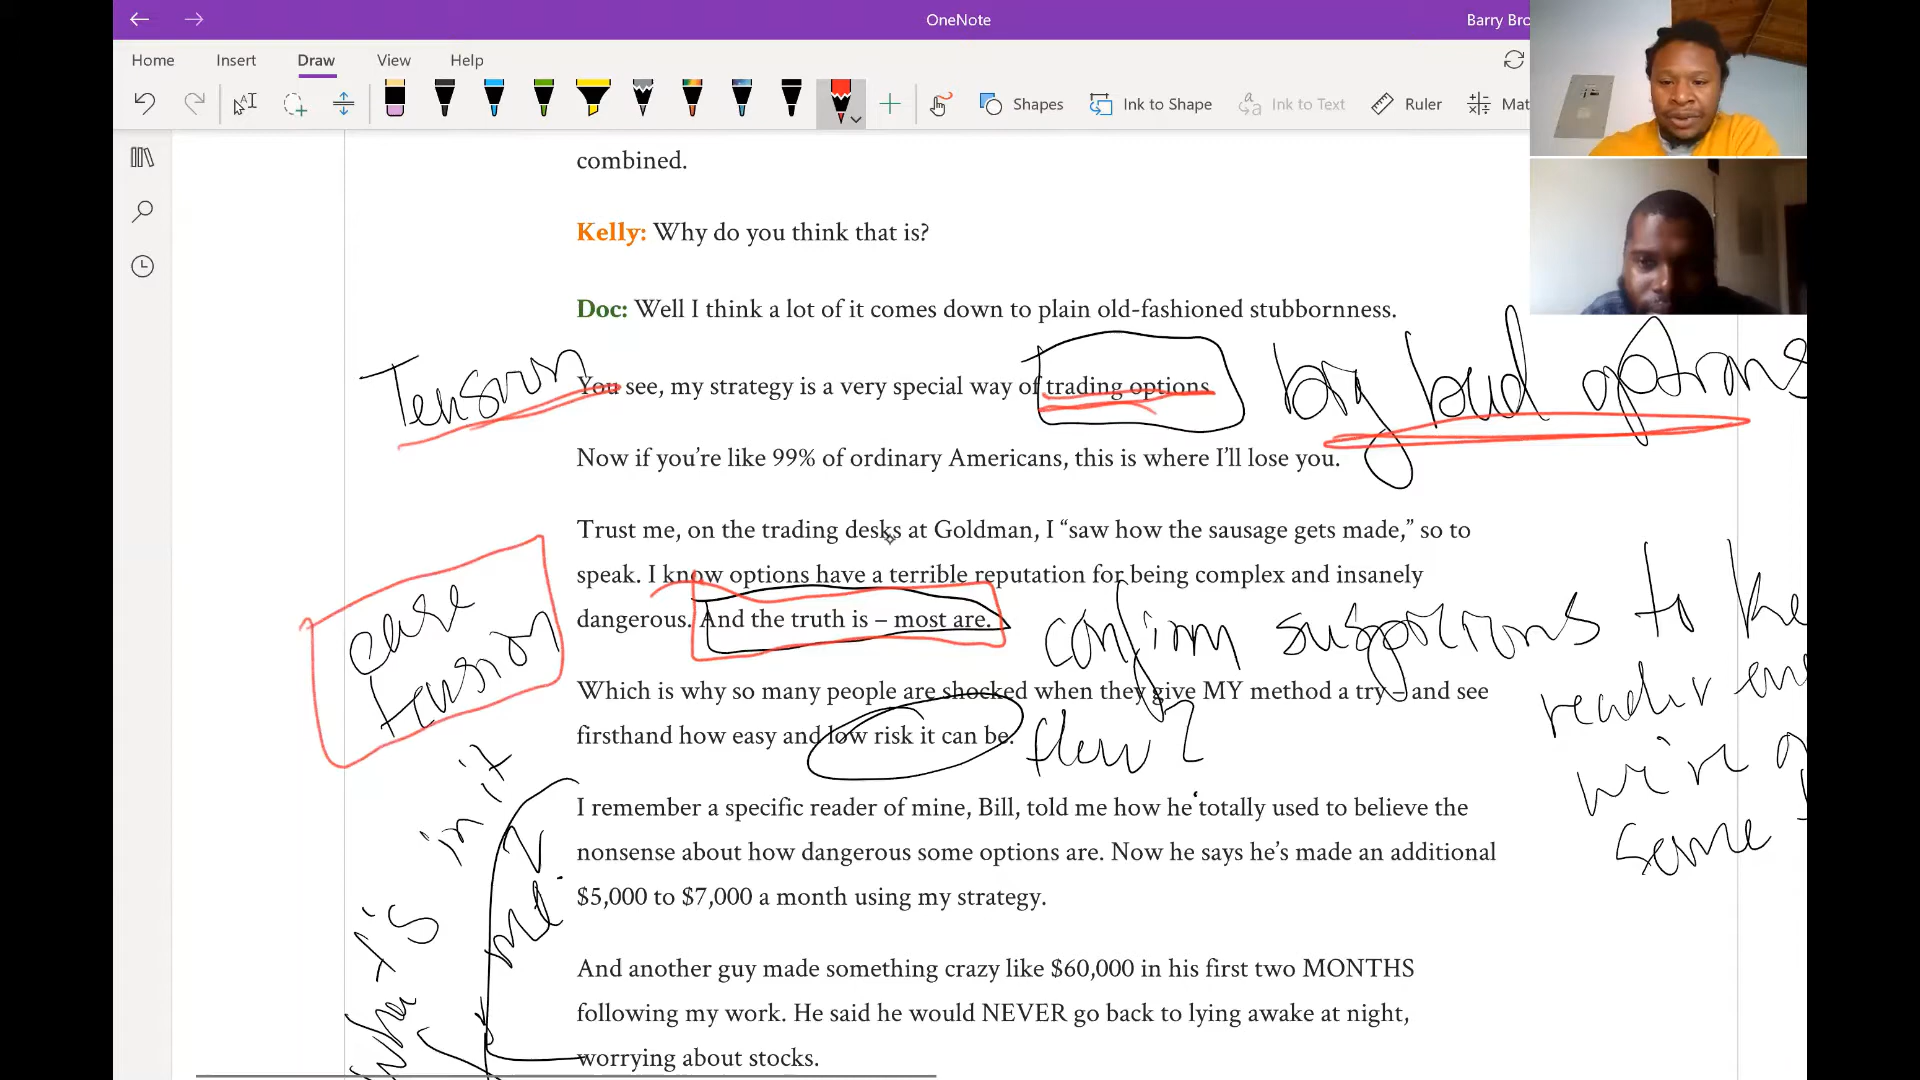 OneNote
Barry Bro
Home Insert Draw View Help
Shapes Ink to Shape Ink to Text Ruler Mat
combined.
Kelly: Why do you think that is?
Doc: Well I think a lot of it comes down to plain old-fashioned stubbornness.
Tension
You see, my strategy is a very special way of trading options
big bud options
Now if you're like 99% of ordinary Americans, this is where I'll lose you.
Trust me, on the trading desks at Goldman, I “saw how the sausage gets made,” so to
speak. I know options have a terrible reputation for being complex and insanely
dangerous. And the truth is – most are.
ease
tension
confirm suspicions to the
reader
we're
same
Which is why so many people are shocked when they give MY method a try – and see
firsthand how easy and low risk it can be.
flow?
I remember a specific reader of mine, Bill, told me how he totally used to believe the
nonsense about how dangerous some options are. Now he says he's made an additional
$5,000 to $7,000 a month using my strategy.
what's in it
me
And another guy made something crazy like $60,000 in his first two MONTHS
following my work. He said he would NEVER go back to lying awake at night,
worrying about stocks.